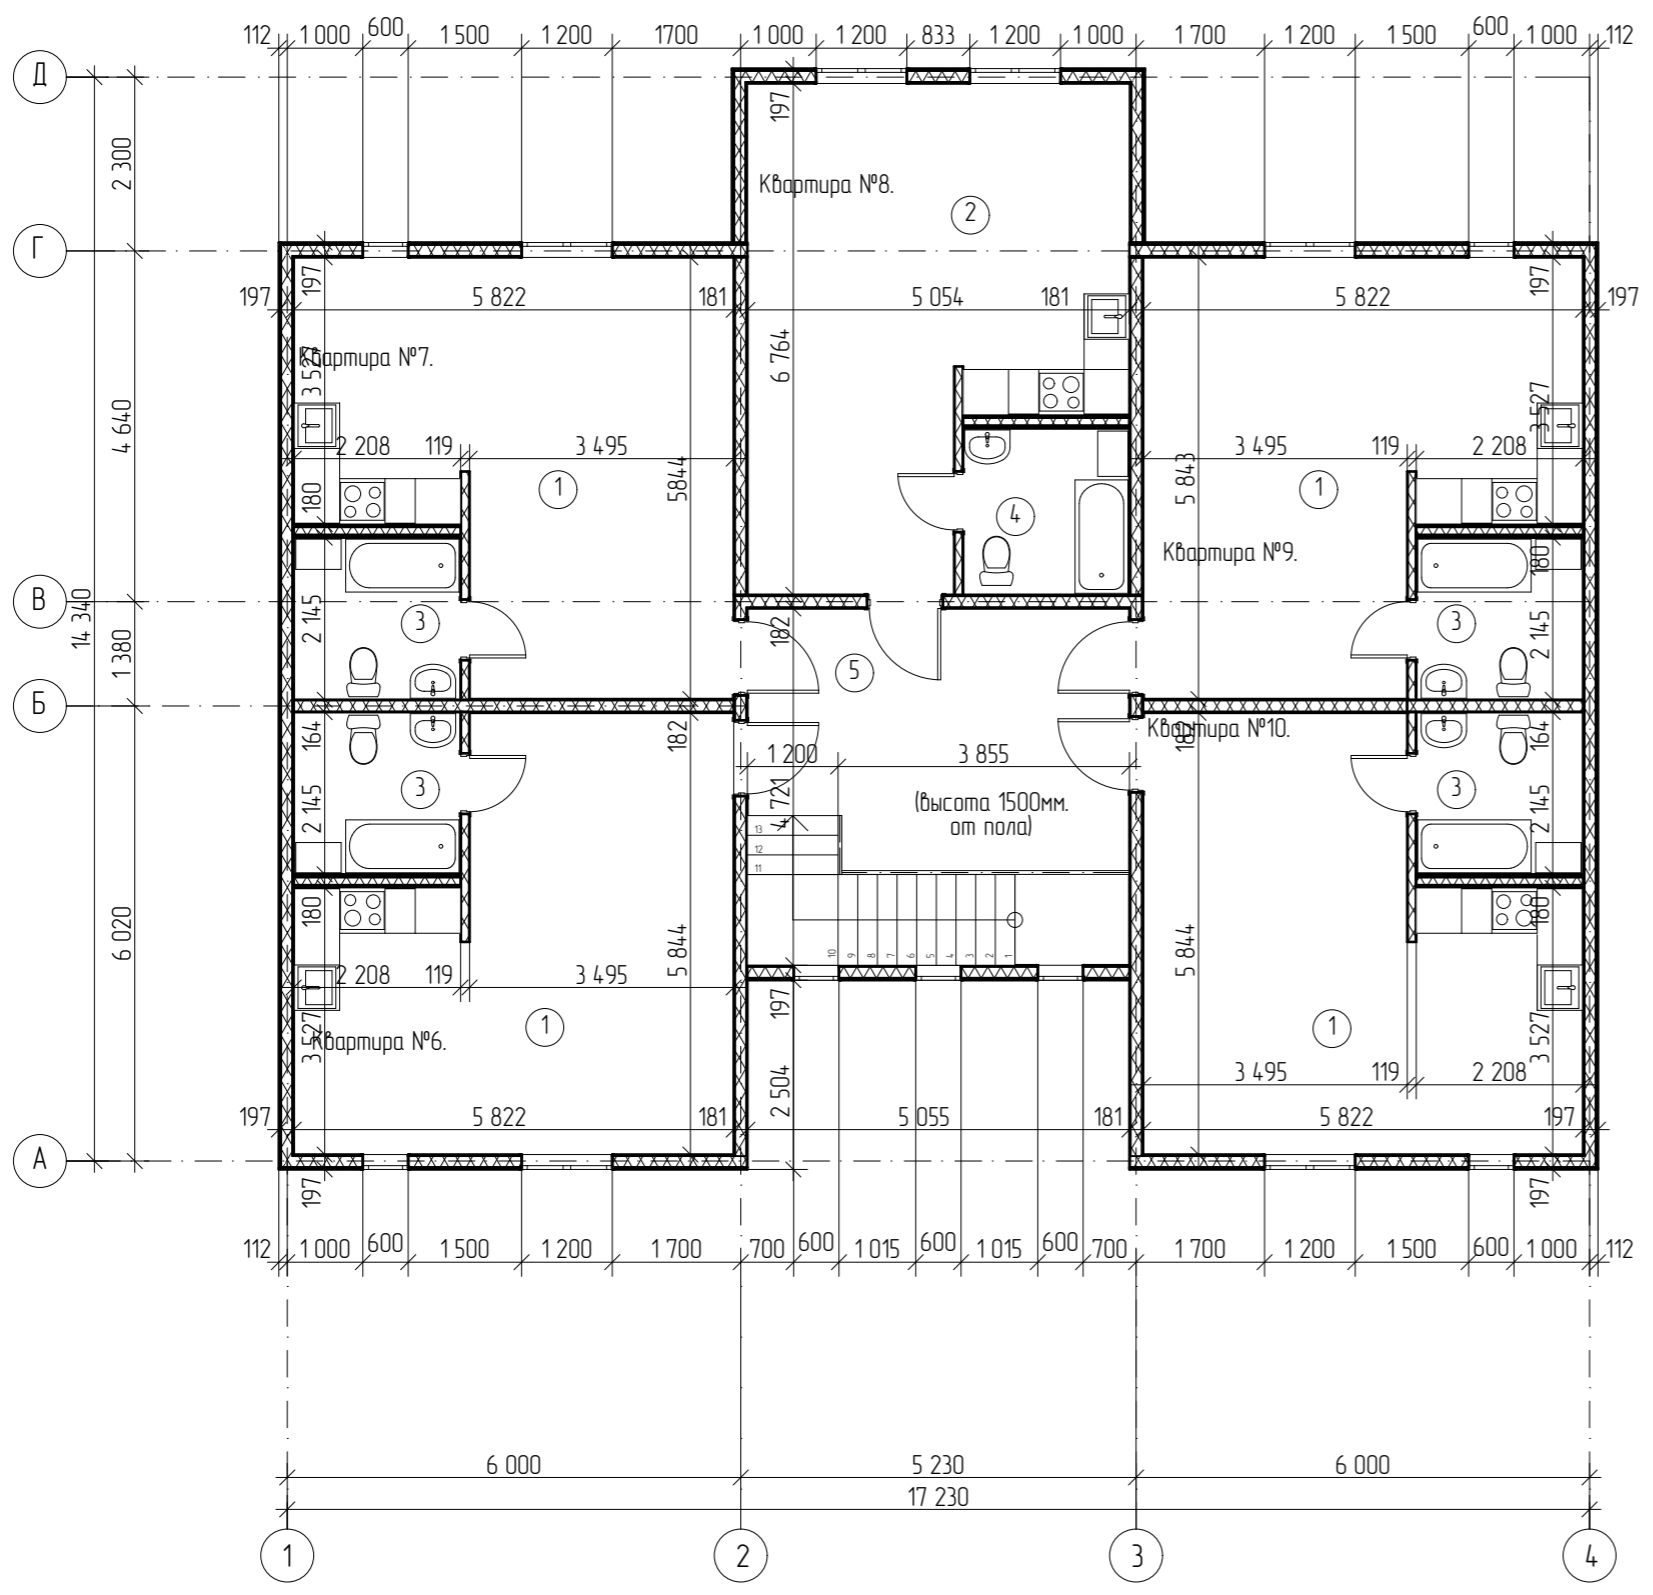 112 1 000 600 1 500 1 200 1700 1 000 1 200 833 1 200 1 000 1 700 1 200 1 500 600 1 000 112
Д
197
2 300
Квартира №8.
2
Г
197 197
197 5 822 181 5 054 181 5 822 197
Квартира №7.
3 527 6 764 3 527
4 640
2 208 119 3 495 3 495 119 2 208
180 1 5844 5 843 1
4
Квартира №9.
180
В
14 340
1 380
2 145 3 182 3 2 145
5
Б
164 182 Квартира №10. 182 164
1 200 3 855
2 145 3 4 721 3 2 145
(высота 1500мм.
от пола)
13
12
11
180 180
6 020
5 844 10 9 8 7 6 5 4 3 2 1 5 844
2 208 119 3 495
197
3 527 Квартира №6. 1 1 3 527
2 504
3 495 119 2 208
197 5 822 181 5 055 181 5 822 197
А
197 197
112 1 000 600 1 500 1 200 1 700 700 600 1 015 600 1 015 600 700 1 700 1 200 1 500 600 1 000 112
6 000 5 230 6 000
17 230
1 2 3 4